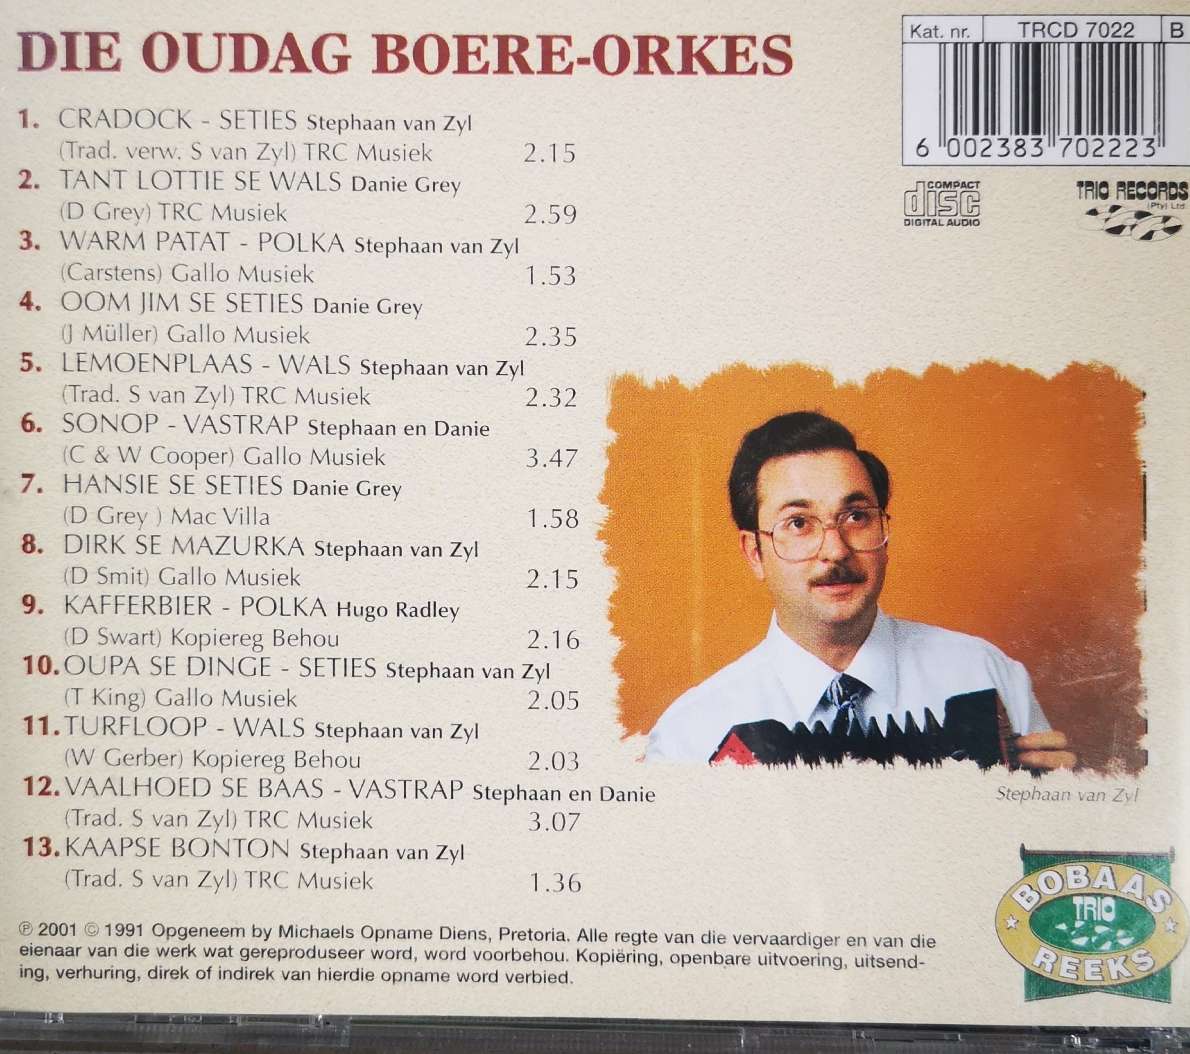 DIE OUDAG BOERE-ORKES
Kat. nr. TRCD 7022 B
6 002383 702223
COMPACT
disc
DIGITAL AUDIO
TRIO RECORDS
(Pty) Ltd.
1. CRADOCK - SETIES Stephaan van Zyl
(Trad. verw. S van Zyl) TRC Musiek 2.15
2. TANT LOTTIE SE WALS Danie Grey
(D Grey) TRC Musiek 2.59
3. WARM PATAT - POLKA Stephaan van Zyl
(Carstens) Gallo Musiek 1.53
4. OOM JIM SE SETIES Danie Grey
(J Müller) Gallo Musiek 2.35
5. LEMOENPLAAS - WALS Stephaan van Zyl
(Trad. S van Zyl) TRC Musiek 2.32
6. SONOP - VASTRAP Stephaan en Danie
(C & W Cooper) Gallo Musiek 3.47
7. HANSIE SE SETIES Danie Grey
(D Grey ) Mac Villa 1.58
8. DIRK SE MAZURKA Stephaan van Zyl
(D Smit) Gallo Musiek 2.15
9. KAFFERBIER - POLKA Hugo Radley
(D Swart) Kopiereg Behou 2.16
10. OUPA SE DINGE - SETIES Stephaan van Zyl
(T King) Gallo Musiek 2.05
11. TURFLOOP - WALS Stephaan van Zyl
(W Gerber) Kopiereg Behou 2.03
12. VAALHOED SE BAAS - VASTRAP Stephaan en Danie
(Trad. S van Zyl) TRC Musiek 3.07
13. KAAPSE BONTON Stephaan van Zyl
(Trad. S van Zyl) TRC Musiek 1.36
Stephaan van Zyl
BOBAAS
TRIO
REEKS
℗ 2001 © 1991 Opgeneem by Michaels Opname Diens, Pretoria. Alle regte van die vervaardiger en van die
eienaar van die werk wat gereproduseer word, word voorbehou. Kopiëring, openbare uitvoering, uitsend-
ing, verhuring, direk of indirek van hierdie opname word verbied.